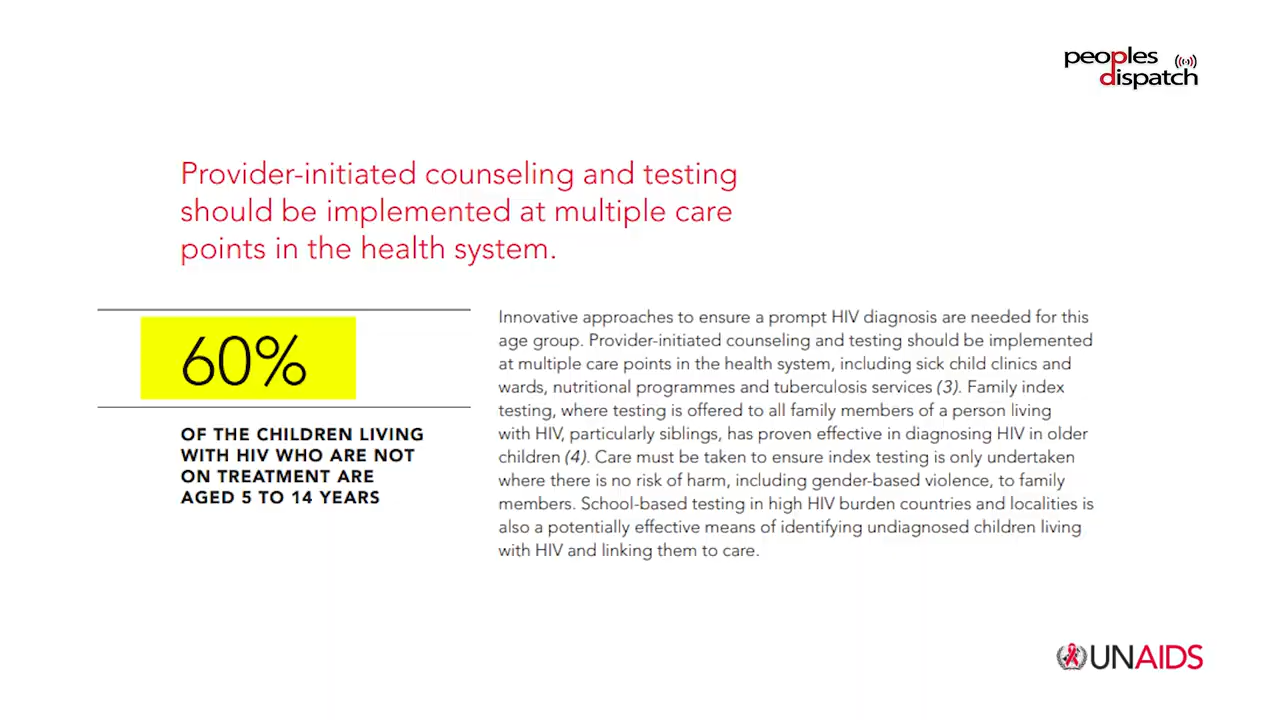 peoples
dispatch
Provider-initiated counseling and testing
should be implemented at multiple care
points in the health system.
60%
OF THE CHILDREN LIVING
WITH HIV WHO ARE NOT
ON TREATMENT ARE
AGED 5 TO 14 YEARS
Innovative approaches to ensure a prompt HIV diagnosis are needed for this
age group. Provider-initiated counseling and testing should be implemented
at multiple care points in the health system, including sick child clinics and
wards, nutritional programmes and tuberculosis services (3). Family index
testing, where testing is offered to all family members of a person living
with HIV, particularly siblings, has proven effective in diagnosing HIV in older
children (4). Care must be taken to ensure index testing is only undertaken
where there is no risk of harm, including gender-based violence, to family
members. School-based testing in high HIV burden countries and localities is
also a potentially effective means of identifying undiagnosed children living
with HIV and linking them to care.
UNAIDS